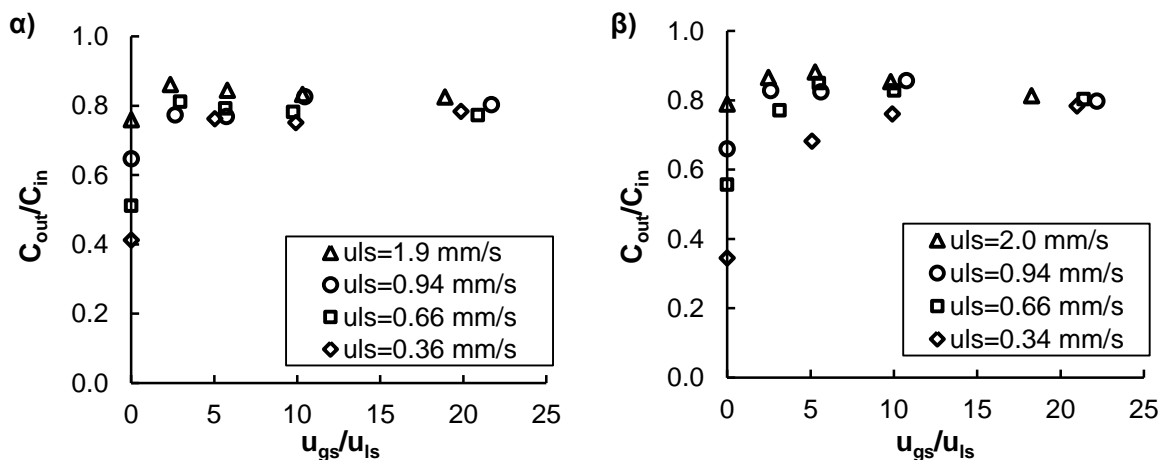 α)
1.0
0.8
0.6
0.4
0.2
0.0
C_out/C_in
uls=1.9 mm/s
uls=0.94 mm/s
uls=0.66 mm/s
uls=0.36 mm/s
0 5 10 15 20 25
u_gs/u_ls
β)
1.0
0.8
0.6
0.4
0.2
0.0
C_out/C_in
uls=2.0 mm/s
uls=0.94 mm/s
uls=0.66 mm/s
uls=0.34 mm/s
0 5 10 15 20 25
u_gs/u_ls